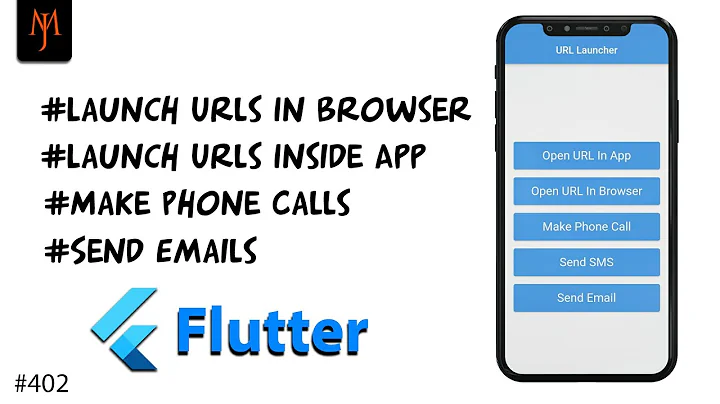 JM
#LAUNCH URLS IN BROWSER
#LAUNCH URLS INSIDE APP
#MAKE PHONE CALLS
#SEND EMAILS
Flutter
#402
URL Launcher
Open URL In App
Open URL In Browser
Make Phone Call
Send SMS
Send Email